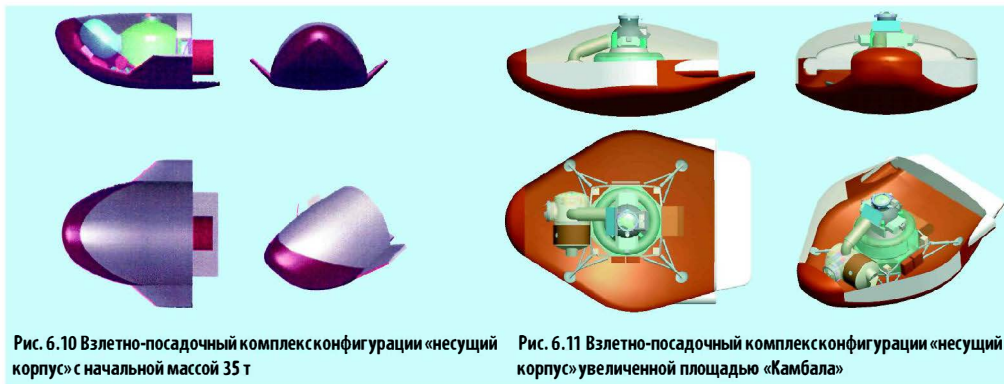 Рис. 6.10 Взлетно-посадочный комплекс конфигурации «несущий
корпус» с начальной массой 35 т
Рис. 6.11 Взлетно-посадочный комплекс конфигурации «несущий
корпус» увеличенной площадью «Камбала»